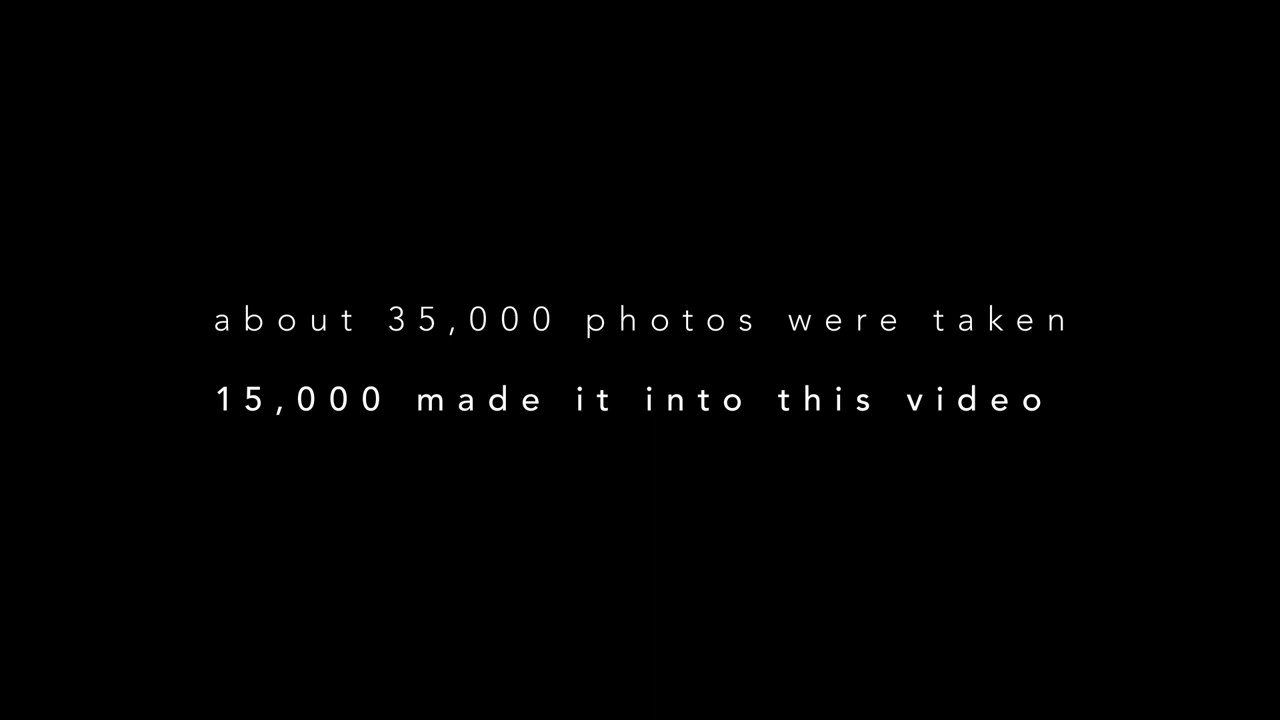 about 35,000 photos were taken
15,000 made it into this video